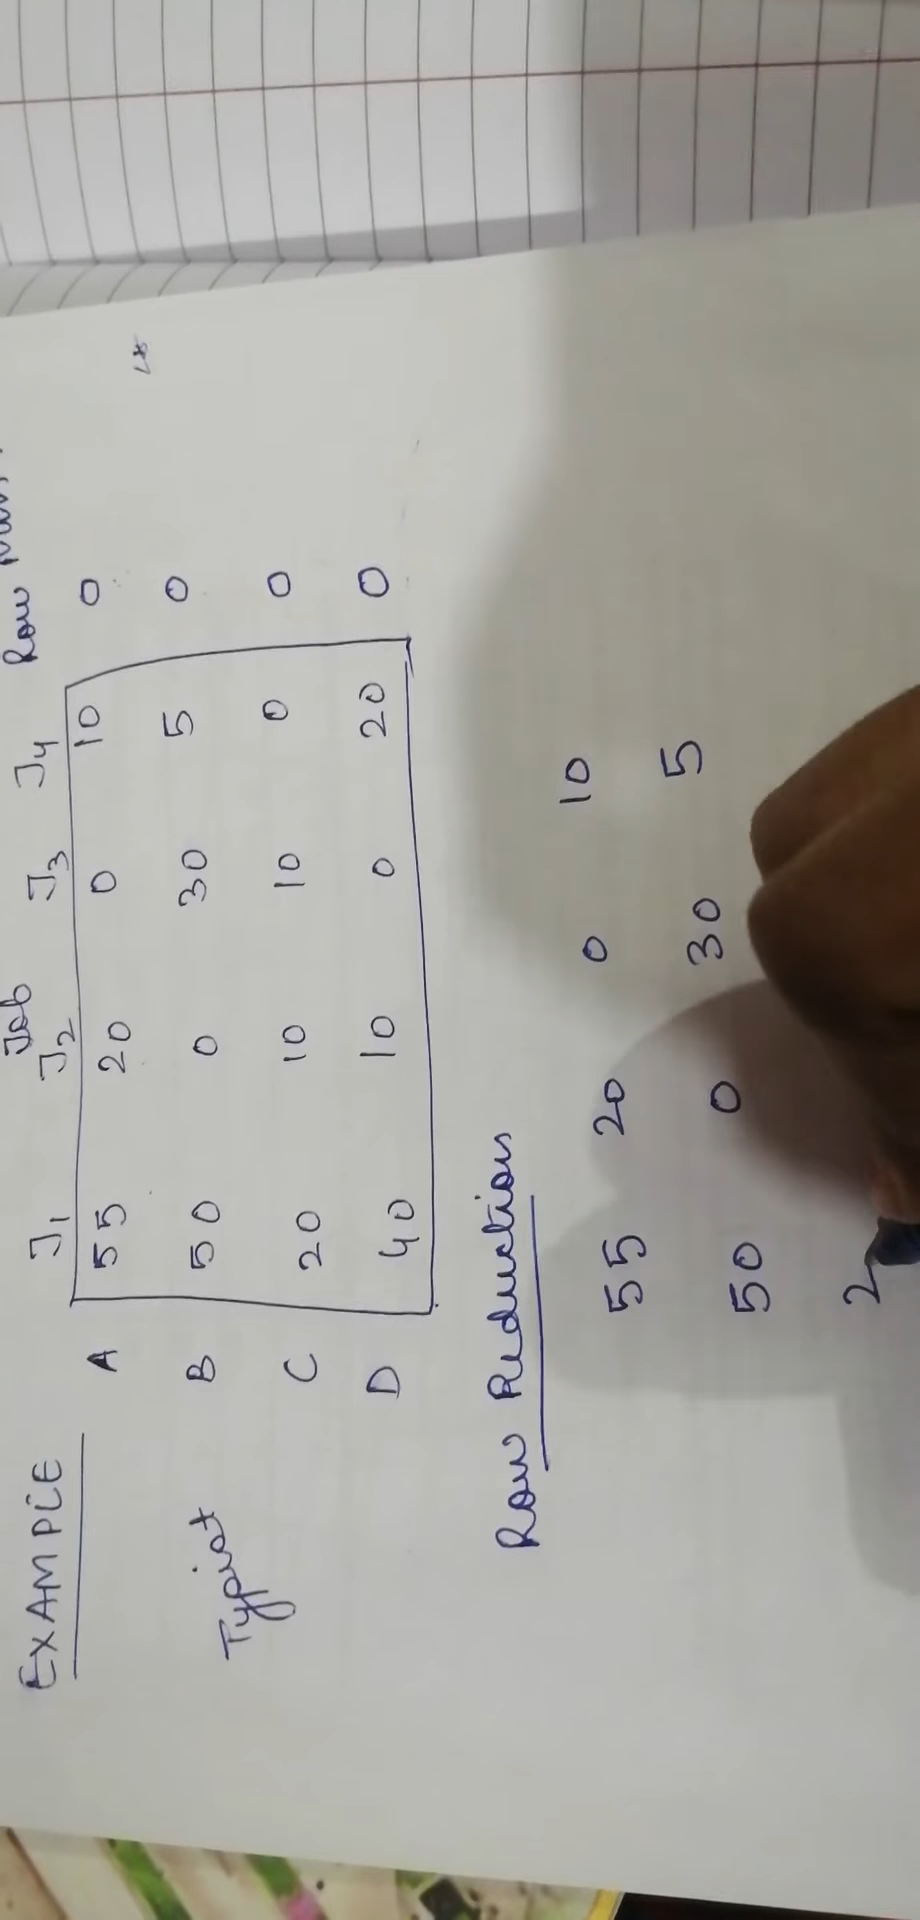 Job Row
J1 J2 J3 J4
EXAMPLE A 55 20 0 10 0
Typist B 50 0 30 5 0
C 20 10 10 0 0
D 40 10 0 20 0
Row Reduction
55 20 0 10
50 0 30 5
2